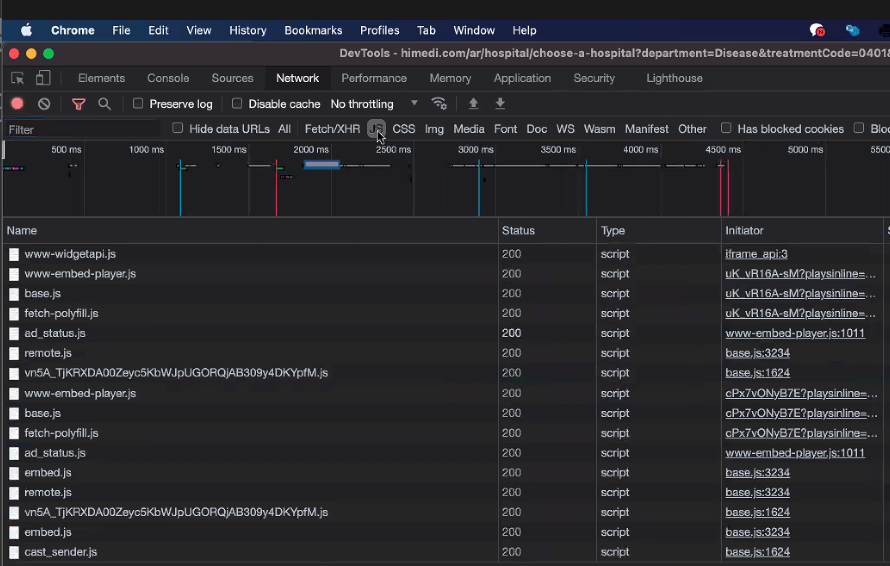 Chrome File Edit View History Bookmarks Profiles Tab Window Help
DevTools - himedi.com/ar/hospital/choose-a-hospital?department=Disease&treatmentCode=0401&
Elements Console Sources Network Performance Memory Application Security Lighthouse
Preserve log Disable cache No throttling
Filter Hide data URLs All Fetch/XHR JS CSS Img Media Font Doc WS Wasm Manifest Other Has blocked cookies Bloc
500 ms 1000 ms 1500 ms 2000 ms 2500 ms 3000 ms 3500 ms 4000 ms 4500 ms 5000 ms 5500
Name Status Type Initiator
www-widgetapi.js 200 script iframe_api:3
www-embed-player.js 200 script uK_vR16A-sM?playsinline=...
base.js 200 script uK_vR16A-sM?playsinline=...
fetch-polyfill.js 200 script uK_vR16A-sM?playsinline=...
ad_status.js 200 script www-embed-player.js:1011
remote.js 200 script base.js:3234
vn5A_TjKRXDA00Zeyc5KbWJpUGORQjAB309y4DKYpfM.js 200 script base.js:1624
www-embed-player.js 200 script cPx7vONyB7E?playsinline=...
base.js 200 script cPx7vONyB7E?playsinline=...
fetch-polyfill.js 200 script cPx7vONyB7E?playsinline=...
ad_status.js 200 script www-embed-player.js:1011
embed.js 200 script base.js:3234
remote.js 200 script base.js:3234
vn5A_TjKRXDA00Zeyc5KbWJpUGORQjAB309y4DKYpfM.js 200 script base.js:1624
embed.js 200 script base.js:3234
cast_sender.js 200 script base.js:1624